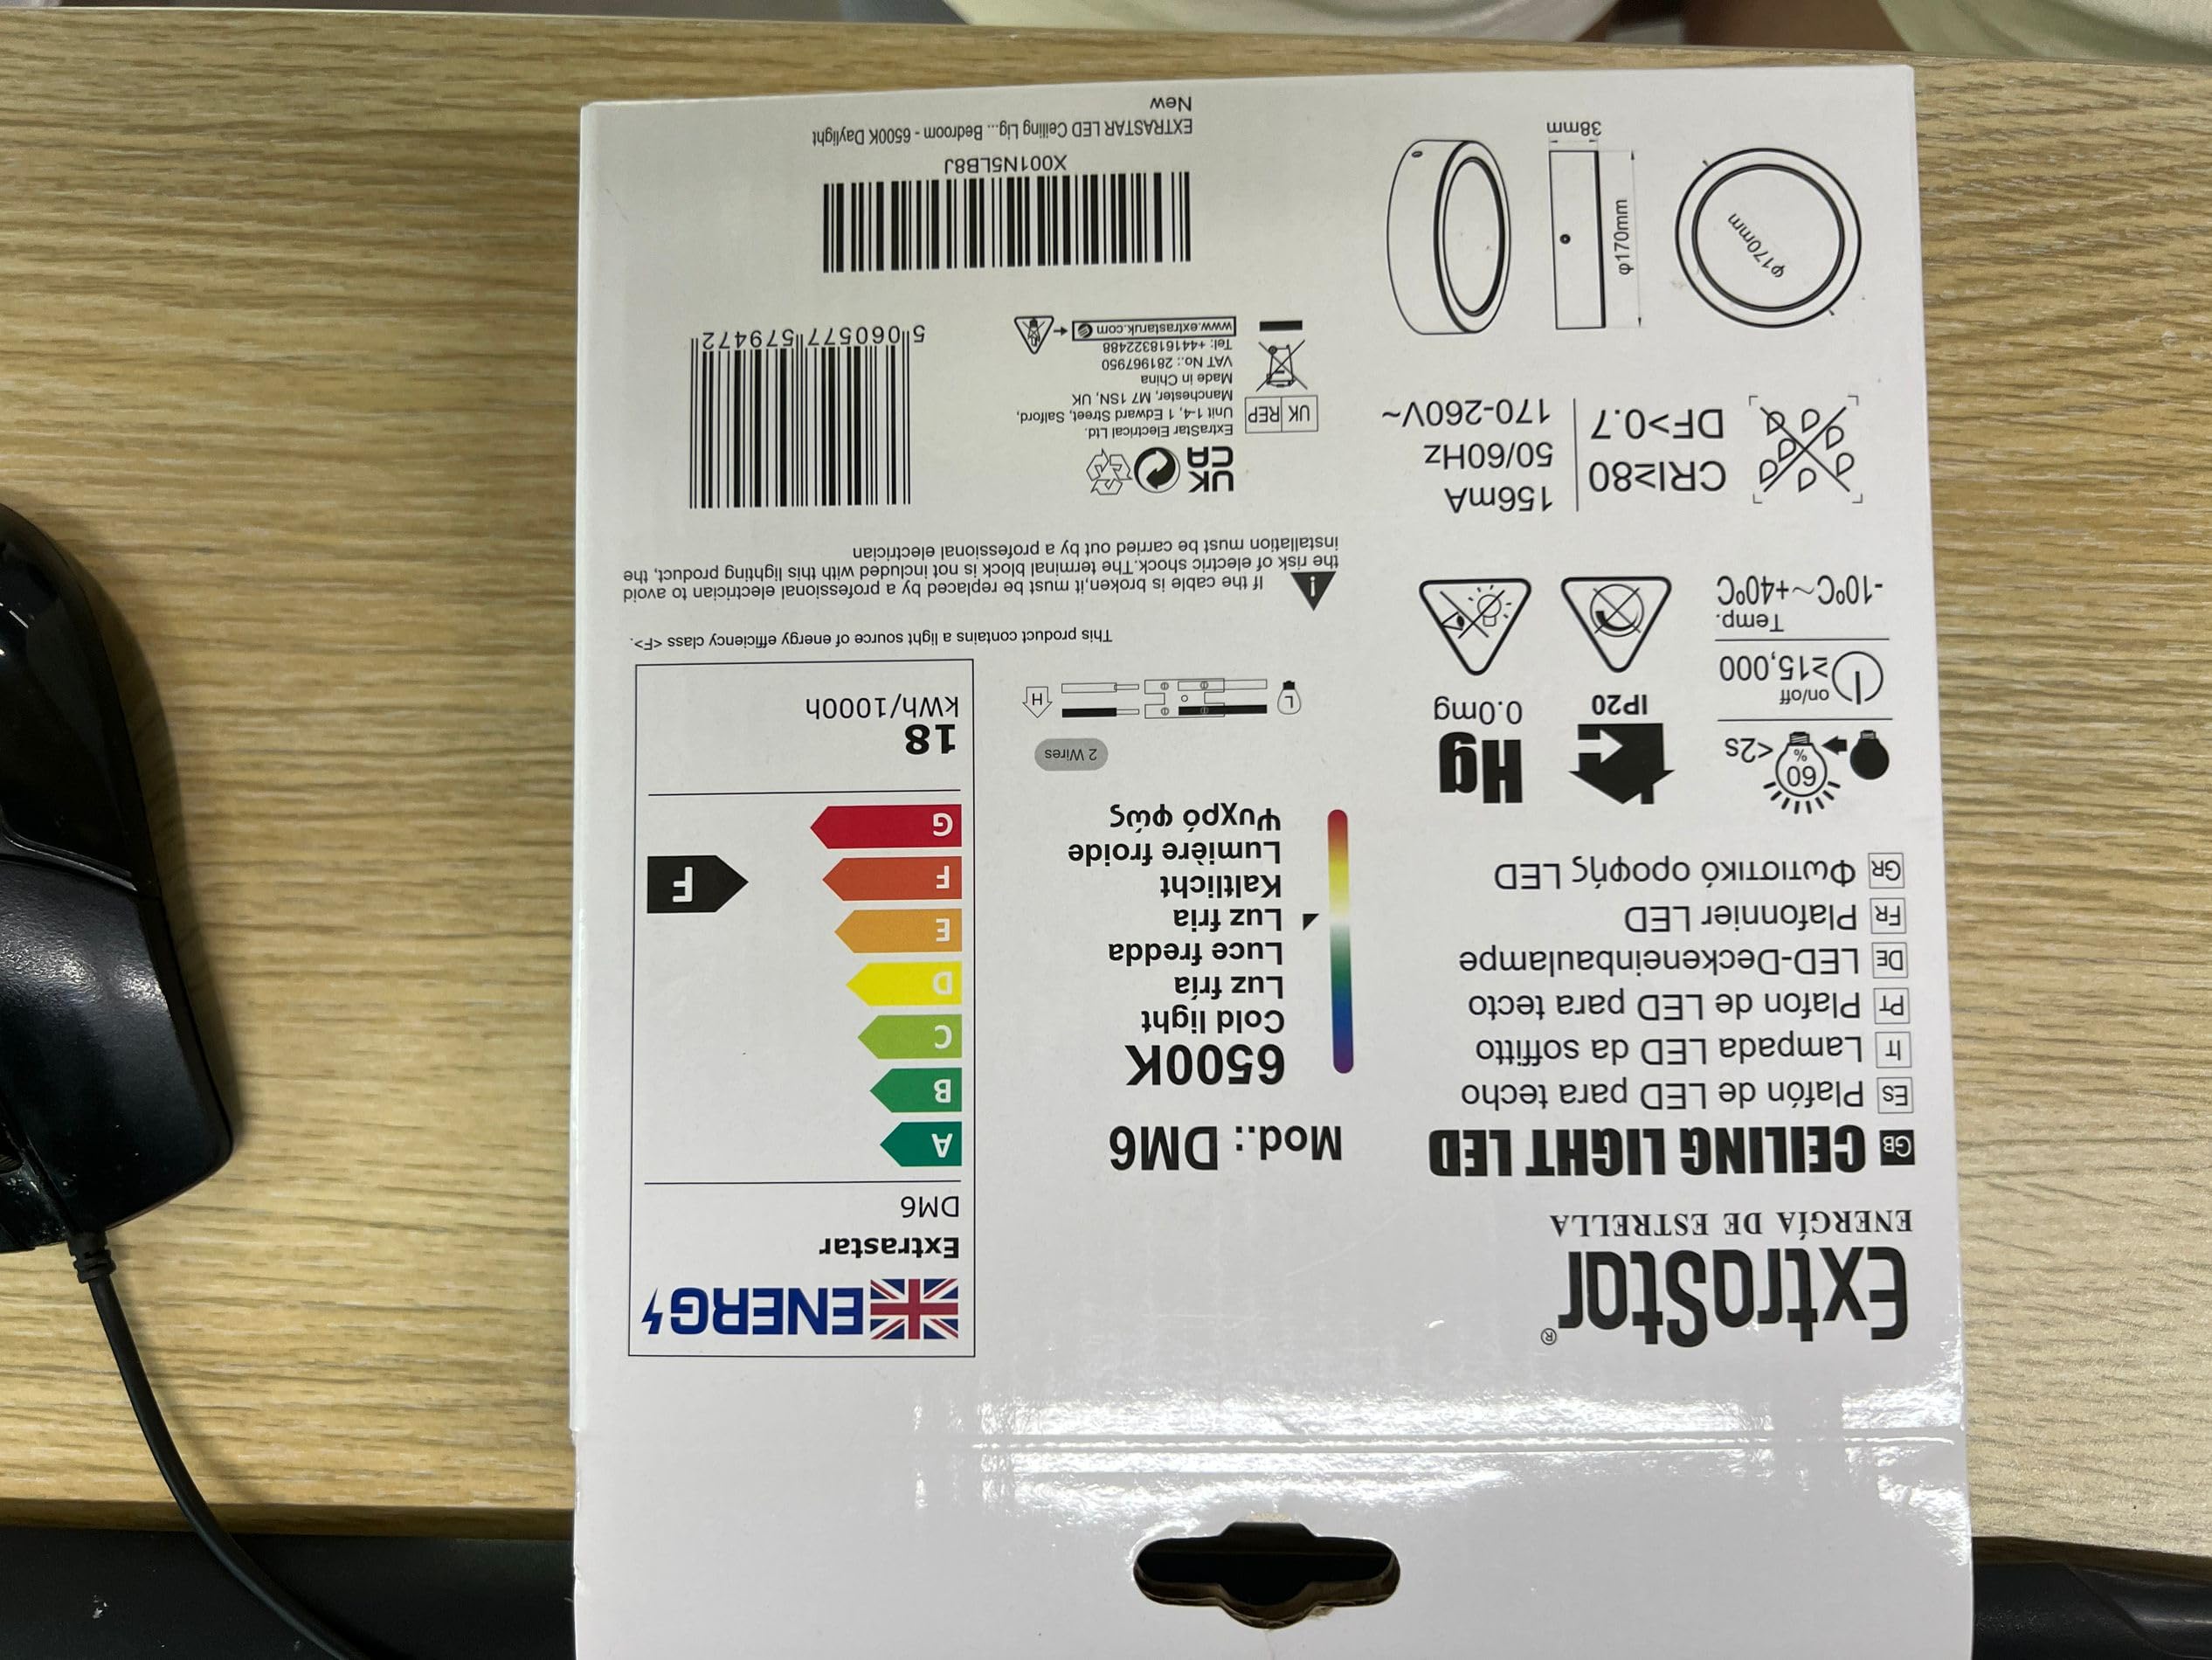 ExtraStar®
ENERGÍA DE ESTRELLA
GB CEILING LIGHT LED
ES Plafón de LED para techo
IT Lampada LED da soffitto
PT Plafon de LED para tecto
DE LED-Deckeneinbaulampe
FR Plafonnier LED
GR Φωτιστικό οροφής LED
60 % <2s
on/off
≥15,000
Temp.
-10ºC~+40ºC
IP20
Hg
0.0mg
CRI≥80
DF>0.7
156mA
50/60Hz
170-260V~
φ170mm
φ170mm
38mm
Mod.: DM6
6500K
Cold light
Luz fría
Luce fredda
Luz fria
Kaltlicht
Lumière froide
Ψυχρό φώς
2 Wires
L
H
ENERG
Extrastar
DM6
A
B
C
D
E
F
G
F
18
kWh/1000h
This product contains a light source of energy efficiency class <F>.
If the cable is broken,it must be replaced by a professional electrician to avoid
the risk of electric shock.The terminal block is not included with this lighting product, the
installation must be carried out by a professional electrician
UK
CA
UK REP
ExtraStar Electrical Ltd.
Unit 1-4, 1 Edward Street, Salford,
Manchester, M7 1SN, UK
Made in China
VAT No.: 281967950
Tel: +441618322488
www.extrastaruk.com
5 060577 579472
X001N5LB8J
EXTRASTAR LED Ceiling Lig... Bedroom - 6500K Daylight
New